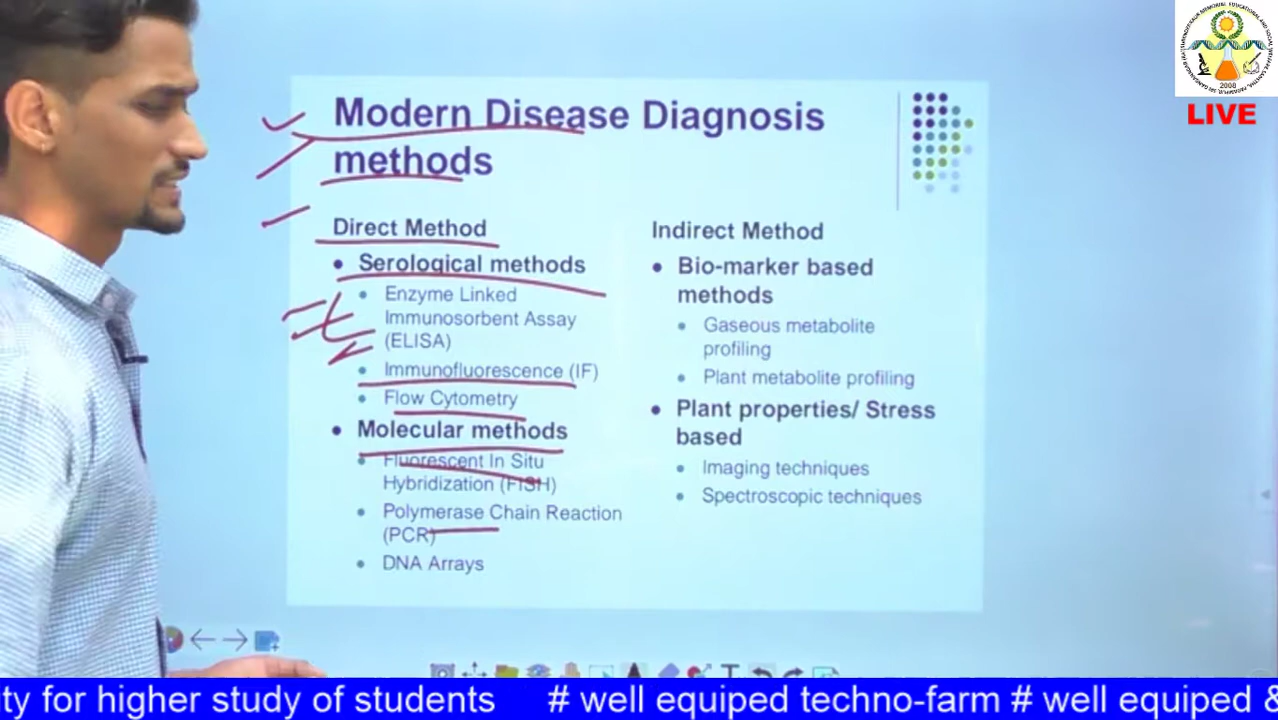 LIVE
2008
Modern Disease Diagnosis
methods
Direct Method
• Serological methods
• Enzyme Linked
Immunosorbent Assay
(ELISA)
• Immunofluorescence (IF)
• Flow Cytometry
• Molecular methods
• Fluorescent In Situ
Hybridization (FISH)
• Polymerase Chain Reaction
(PCR)
• DNA Arrays
Indirect Method
• Bio-marker based
methods
• Gaseous metabolite
profiling
• Plant metabolite profiling
• Plant properties/ Stress
based
• Imaging techniques
• Spectroscopic techniques
ity for higher study of students # well equiped techno-farm # well equiped &